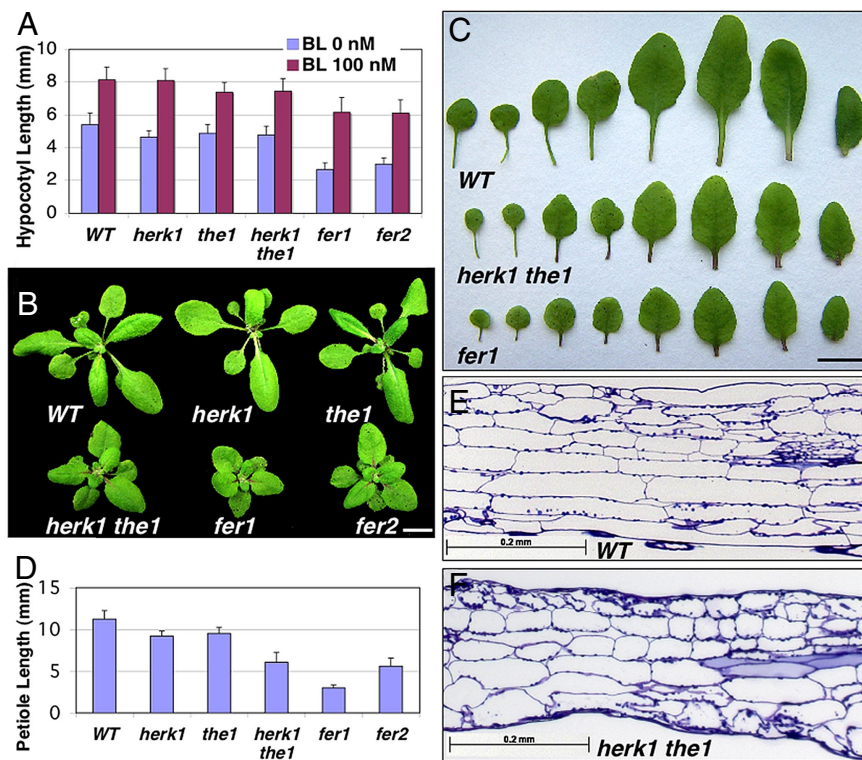 A
Hypocotyl Length (mm)
10
8
6
4
2
0
BL 0 nM
BL 100 nM
WT
herk1
the1
herk1
the1
fer1
fer2
B
WT
herk1
the1
herk1 the1
fer1
fer2
C
WT
herk1 the1
fer1
D
Petiole Length (mm)
15
10
5
0
WT
herk1
the1
herk1
the1
fer1
fer2
E
0.2 mm
WT
F
0.2 mm
herk1 the1